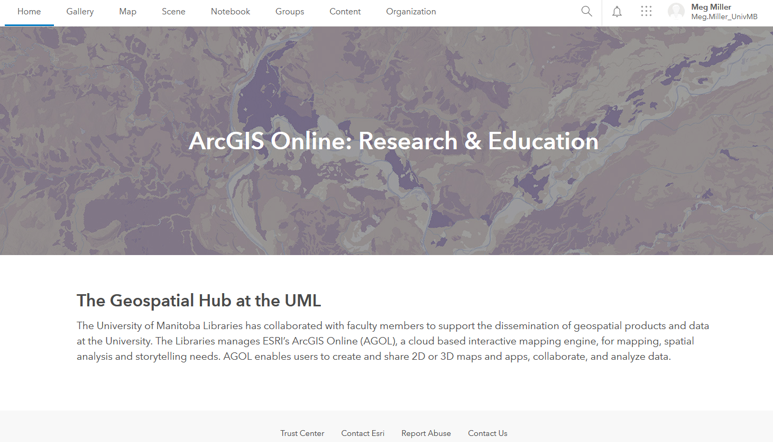 Home Gallery Map Scene Notebook Groups Content Organization Meg Miller
Meg.Miller_UnivMB
ArcGIS Online: Research & Education
The Geospatial Hub at the UML
The University of Manitoba Libraries has collaborated with faculty members to support the dissemination of geospatial products and data
at the University. The Libraries manages ESRI's ArcGIS Online (AGOL), a cloud based interactive mapping engine, for mapping, spatial
analysis and storytelling needs. AGOL enables users to create and share 2D or 3D maps and apps, collaborate, and analyze data.
Trust Center Contact Esri Report Abuse Contact Us